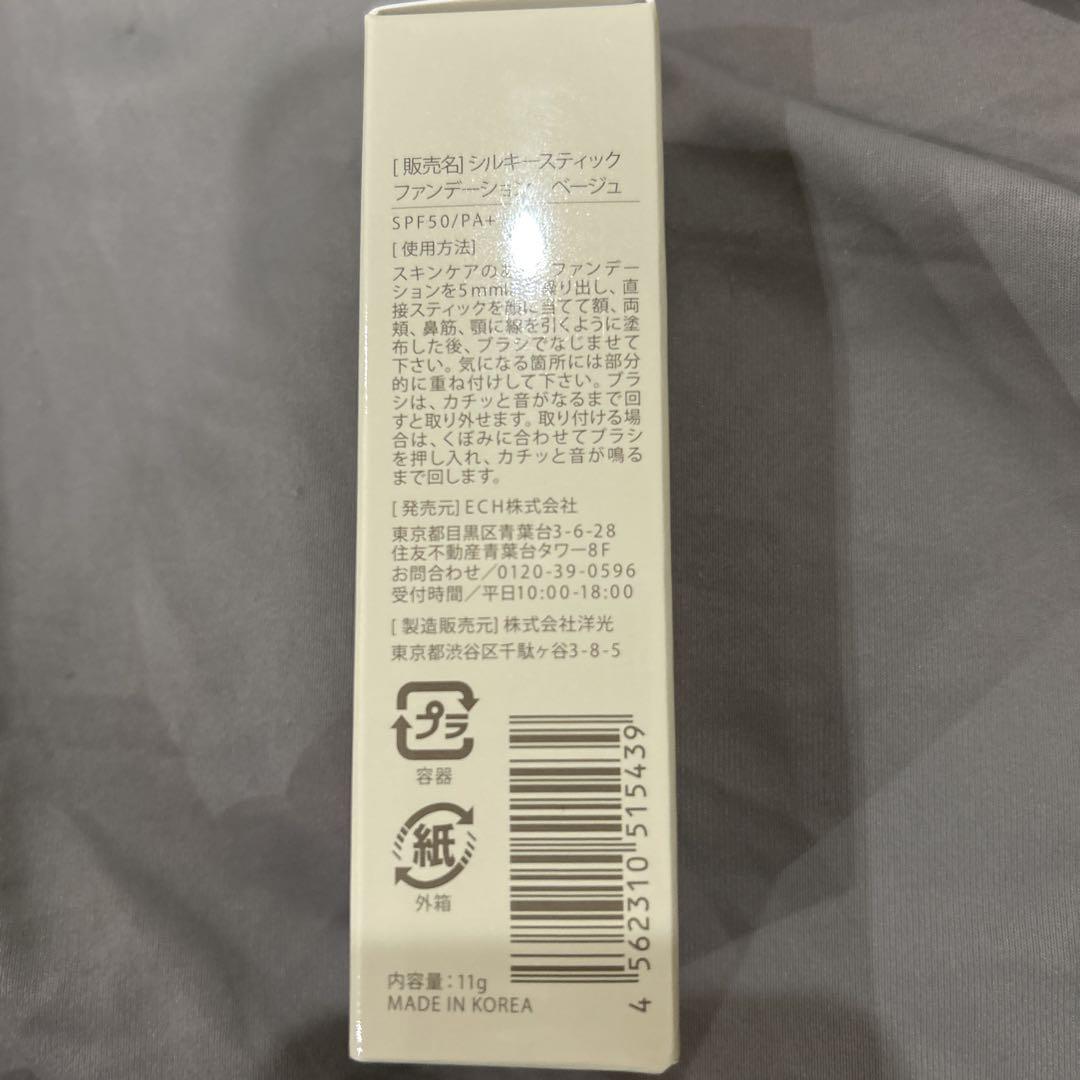 [販売名] シルキースティック
ファンデーション ベージュ
SPF50/PA+
[使用方法]
スキンケアのあ ファンデー
ションを5mm り出し、直
接スティックを顔に当てて額、両
頬、鼻筋、顎に線を引くように塗
布した後、ブラシでなじませて
下さい。気になる箇所には部分
的に重ね付けして下さい。ブラ
シは、カチッと音がなるまで回
すと取り外せます。取り付ける場
合は、くぼみに合わせてブラシ
を押し入れ、カチッと音が鳴る
まで回します。
[発売元] ECH株式会社
東京都目黒区青葉台3-6-28
住友不動産青葉台タワー8F
お問合わせ/0120-39-0596
受付時間/平日10:00-18:00
[製造販売元] 株式会社洋光
東京都渋谷区千駄ヶ谷3-8-5
プラ
容器
紙
外箱
内容量：11g
MADE IN KOREA
4 562310 515439